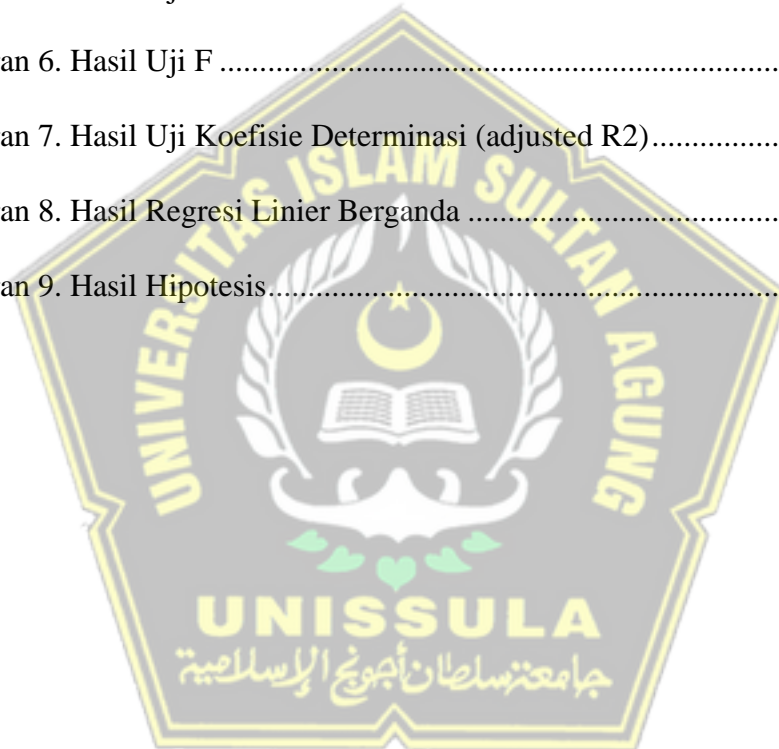 an 6. Hasil Uji F ................................................................
an 7. Hasil Uji Koefisie Determinasi (adjusted R2) ................
an 8. Hasil Regresi Linier Berganda .......................................
an 9. Hasil Hipotesis ................................................................
UNIVERSITAS ISLAM SULTAN AGUNG
UNISSULA
جامعة سلطان أجونج الإسلامية